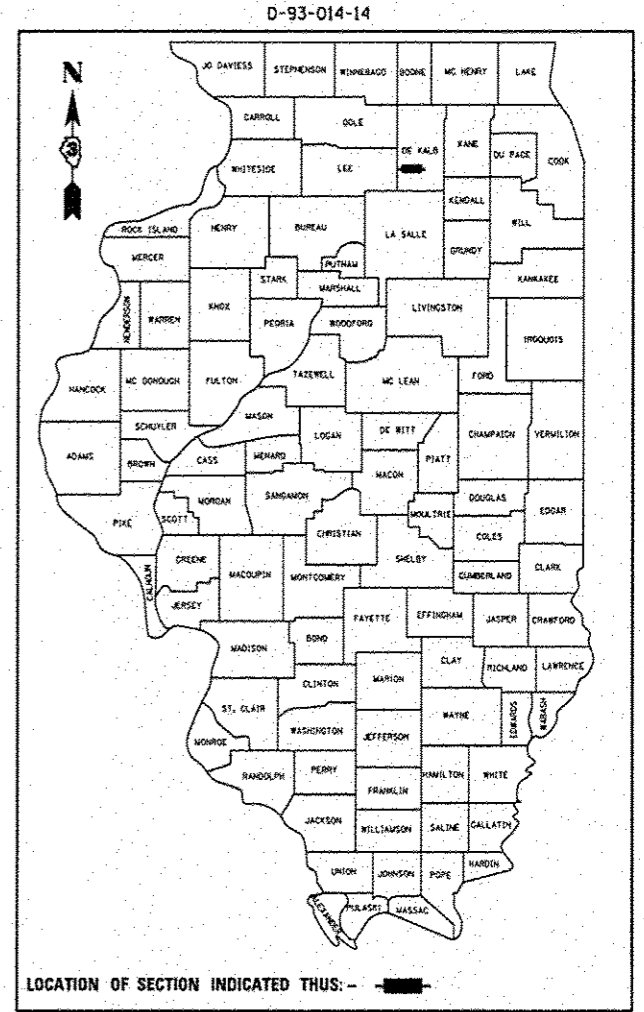 D-93-014-14
N
JO DAVIESS STEPHENSON WINNEBAGO BOONE MC HENRY LAKE
CARROLL OGLE DE KALB KANE DU PAGE COOK
WHITESIDE LEE
KENDALL WILL
ROCK ISLAND HENRY BUREAU LA SALLE GRUNDY
MERCER PUTNAM KANKAKEE
STARK MARSHALL
HENDERSON WARREN KNOX PEORIA WOODFORD LIVINGSTON IROQUOIS
HANCOCK MC DONOUGH FULTON TAZEWELL MC LEAN FORD
MASON
SCHUYLER LOGAN DE WITT CHAMPAIGN VERMILION
ADAMS BROWN CASS MENARD MACON PIATT
PIKE SCOTT MORGAN SANGAMON CHRISTIAN MOULTRIE DOUGLAS EDGAR
COLES
CALHOUN GREENE MACOUPIN MONTGOMERY SHELBY CUMBERLAND CLARK
JERSEY FAYETTE EFFINGHAM JASPER CRAWFORD
MADISON BOND
CLAY RICHLAND LAWRENCE
CLINTON MARION
ST. CLAIR WAYNE EDWARDS WABASH
WASHINGTON JEFFERSON
MONROE
RANDOLPH PERRY HAMILTON WHITE
FRANKLIN
JACKSON WILLIAMSON SALINE GALLATIN
UNION JOHNSON POPE HARDIN
ALEXANDER PULASKI MASSAC
LOCATION OF SECTION INDICATED THUS: -